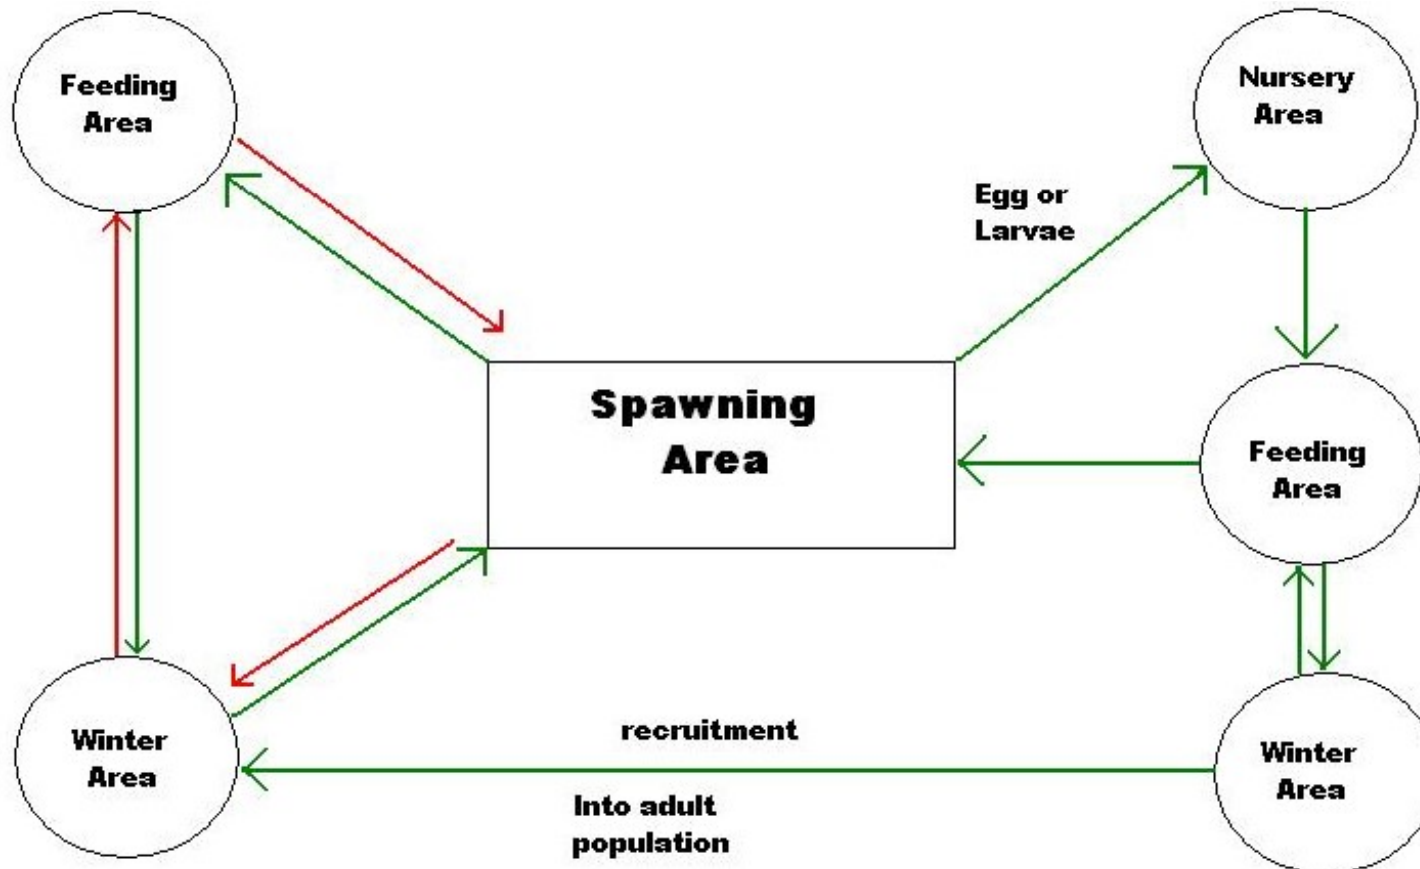 Feeding
Area
Nursery
Area
Egg or
Larvae
Spawning
Area
Feeding
Area
Winter
Area
recruitment
Into adult
population
Winter
Area